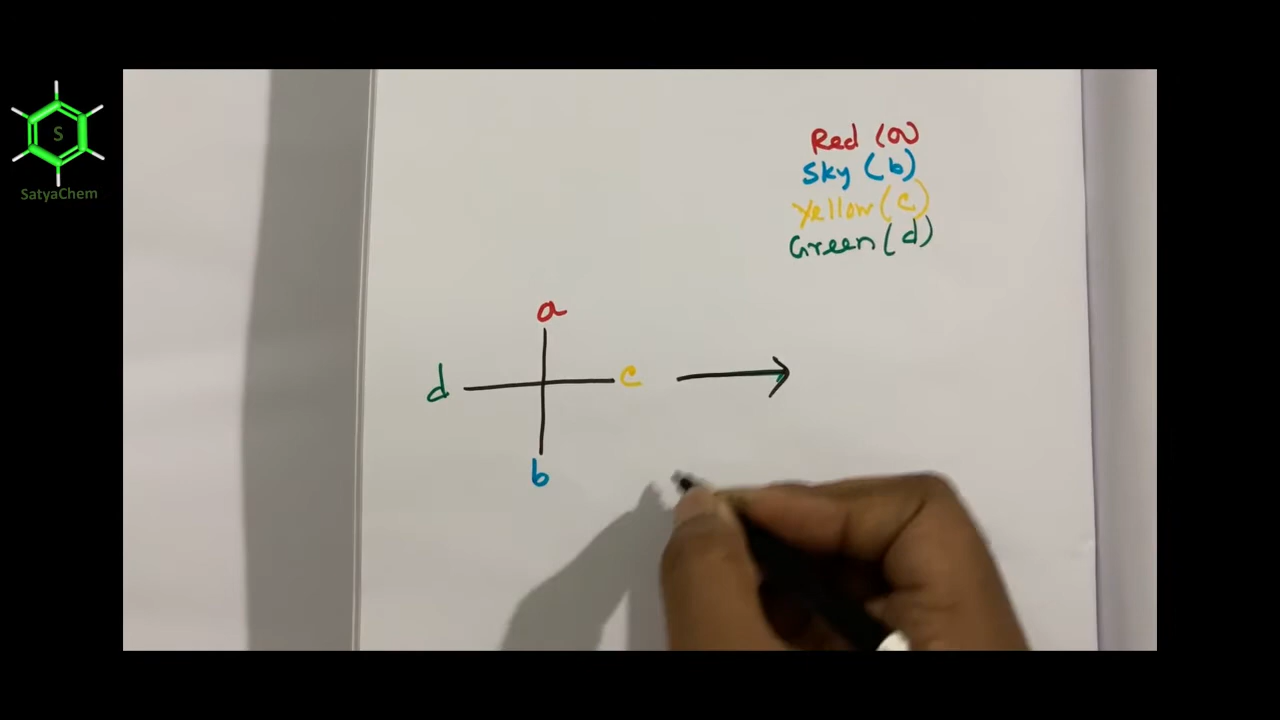 S
SatyaChem
Red (a)
Sky (b)
Yellow (c)
Green (d)
a
d c
b